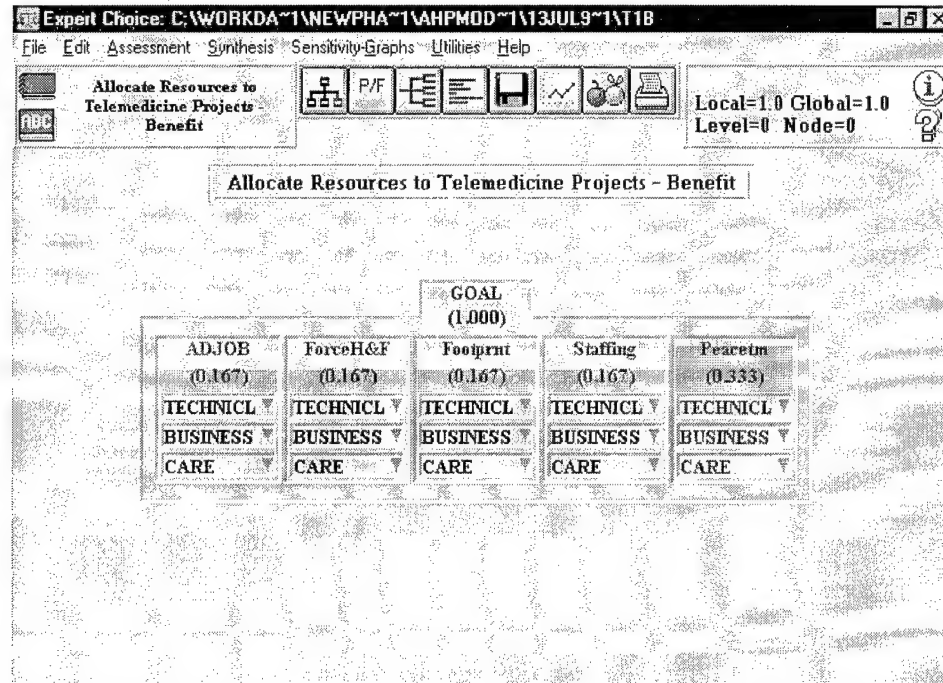 Expert Choice: C:\WORKDA~1\NEWPHA~1\AHPMOD~1\13JUL9~1\T1B
File Edit Assessment Synthesis Sensitivity-Graphs Utilities Help
Allocate Resources to
Telemedicine Projects -
Benefit
ABC
P/F
Local=1.0 Global=1.0
Level=0 Node=0
Allocate Resources to Telemedicine Projects - Benefit
GOAL
(1.000)
ADJOB ForceH&F Footprnt Staffing Peacetm
(0.167) (0.167) (0.167) (0.167) (0.333)
TECHNICL TECHNICL TECHNICL TECHNICL TECHNICL
BUSINESS BUSINESS BUSINESS BUSINESS BUSINESS
CARE CARE CARE CARE CARE